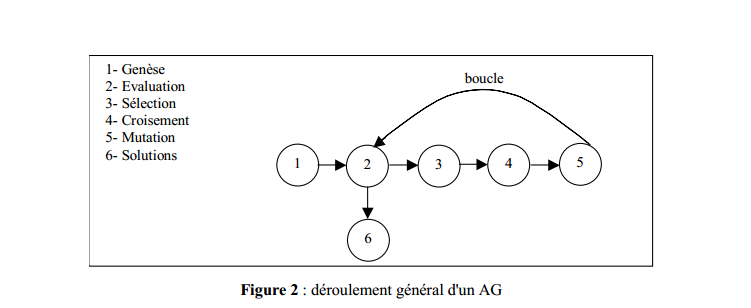 1- Genèse
2- Evaluation
3- Sélection
4- Croisement
5- Mutation
6- Solutions
boucle
1
2
3
4
5
6
Figure 2 : déroulement général d'un AG